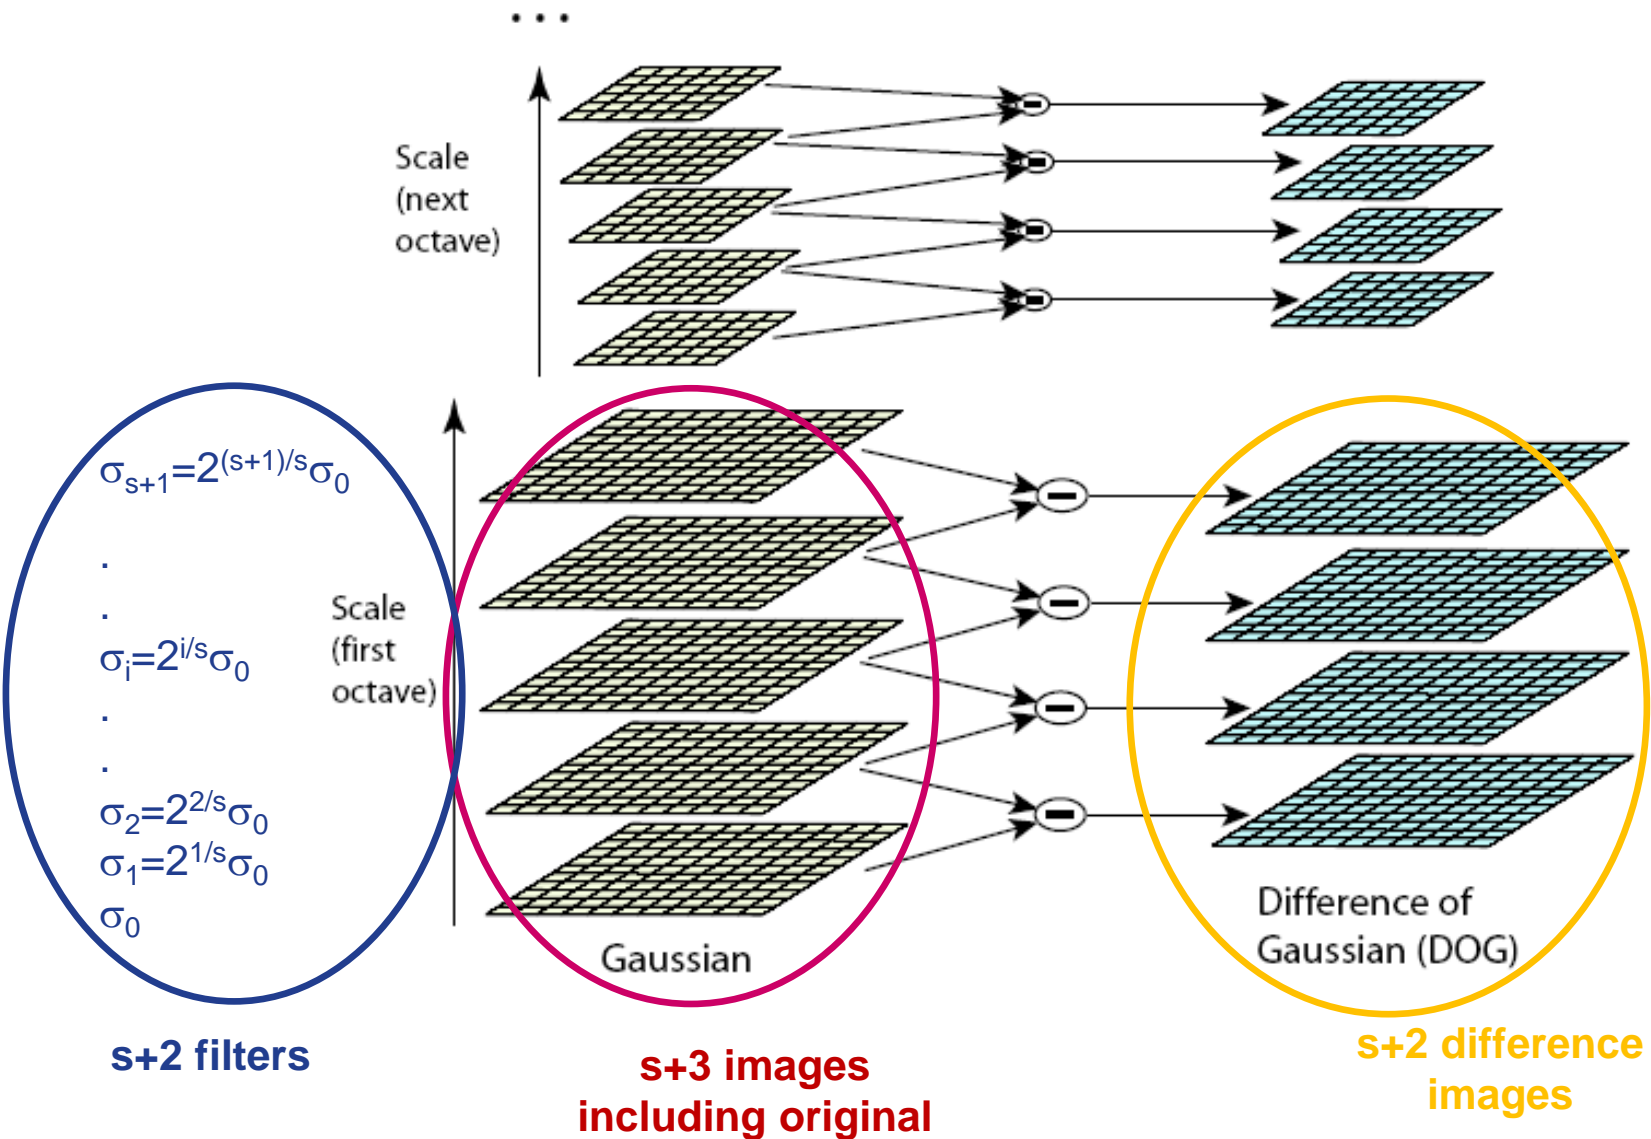 . . .
Scale
(next
octave)
σs+1=2(s+1)/sσ0
.
.
σi=2i/sσ0
.
.
σ2=22/sσ0
σ1=21/sσ0
σ0
Scale
(first
octave)
Gaussian
Difference of
Gaussian (DOG)
s+2 filters
s+3 images
including original
s+2 difference
images